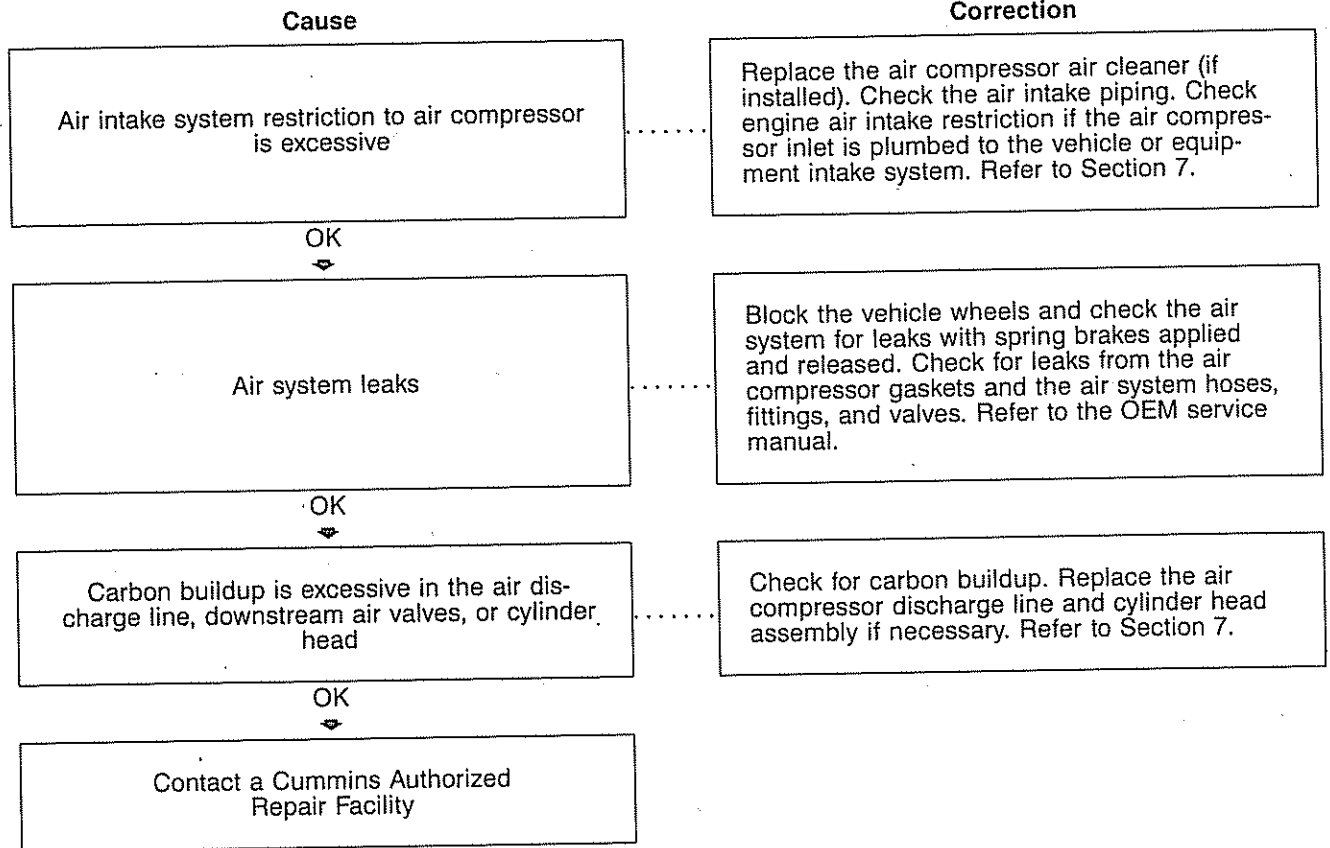 Cause
Correction
Air intake system restriction to air compressor
is excessive
Replace the air compressor air cleaner (if
installed). Check the air intake piping. Check
engine air intake restriction if the air compres-
sor inlet is plumbed to the vehicle or equip-
ment intake system. Refer to Section 7.
OK
Air system leaks
Block the vehicle wheels and check the air
system for leaks with spring brakes applied
and released. Check for leaks from the air
compressor gaskets and the air system hoses,
fittings, and valves. Refer to the OEM service
manual.
OK
Carbon buildup is excessive in the air dis-
charge line, downstream air valves, or cylinder
head
Check for carbon buildup. Replace the air
compressor discharge line and cylinder head
assembly if necessary. Refer to Section 7.
OK
Contact a Cummins Authorized
Repair Facility